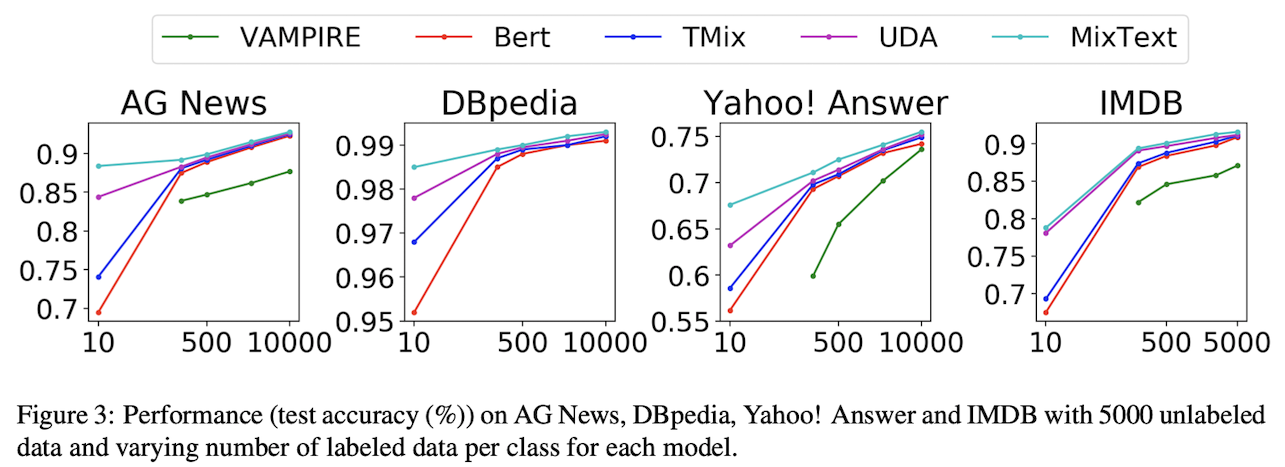 VAMPIRE Bert TMix UDA MixText
AG News DBpedia Yahoo! Answer IMDB
0.9 0.85 0.8 0.75 0.7
10 500 10000
0.99 0.98 0.97 0.96 0.95
10 500 10000
0.75 0.7 0.65 0.6 0.55
10 500 10000
0.9 0.85 0.8 0.75 0.7
10 500 5000
Figure 3: Performance (test accuracy (%)) on AG News, DBpedia, Yahoo! Answer and IMDB with 5000 unlabeled
data and varying number of labeled data per class for each model.